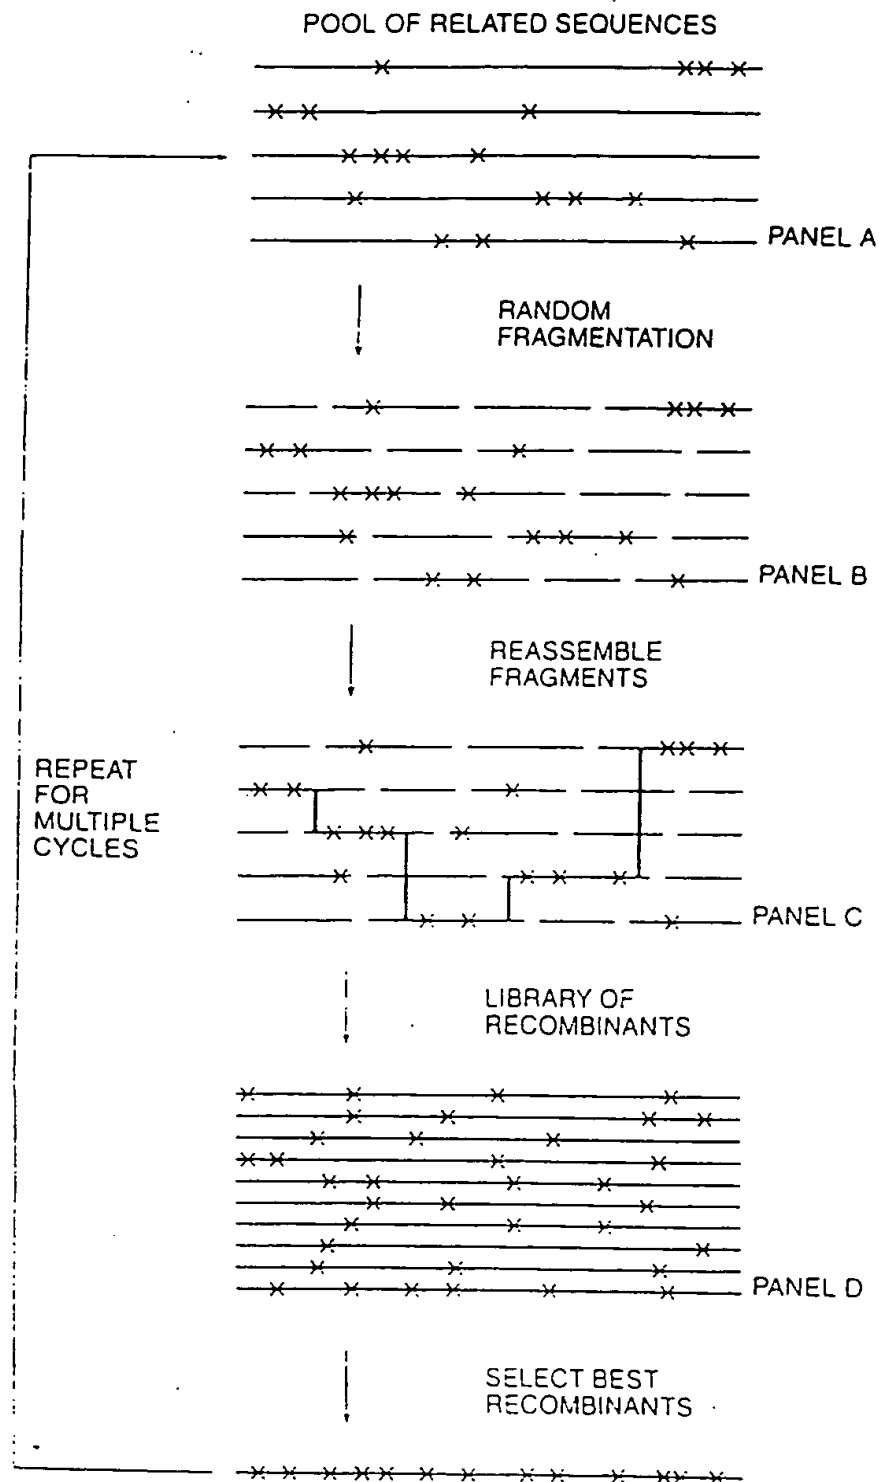 POOL OF RELATED SEQUENCES
PANEL A
RANDOM
FRAGMENTATION
PANEL B
REASSEMBLE
FRAGMENTS
REPEAT
FOR
MULTIPLE
CYCLES
PANEL C
LIBRARY OF
RECOMBINANTS
PANEL D
SELECT BEST
RECOMBINANTS